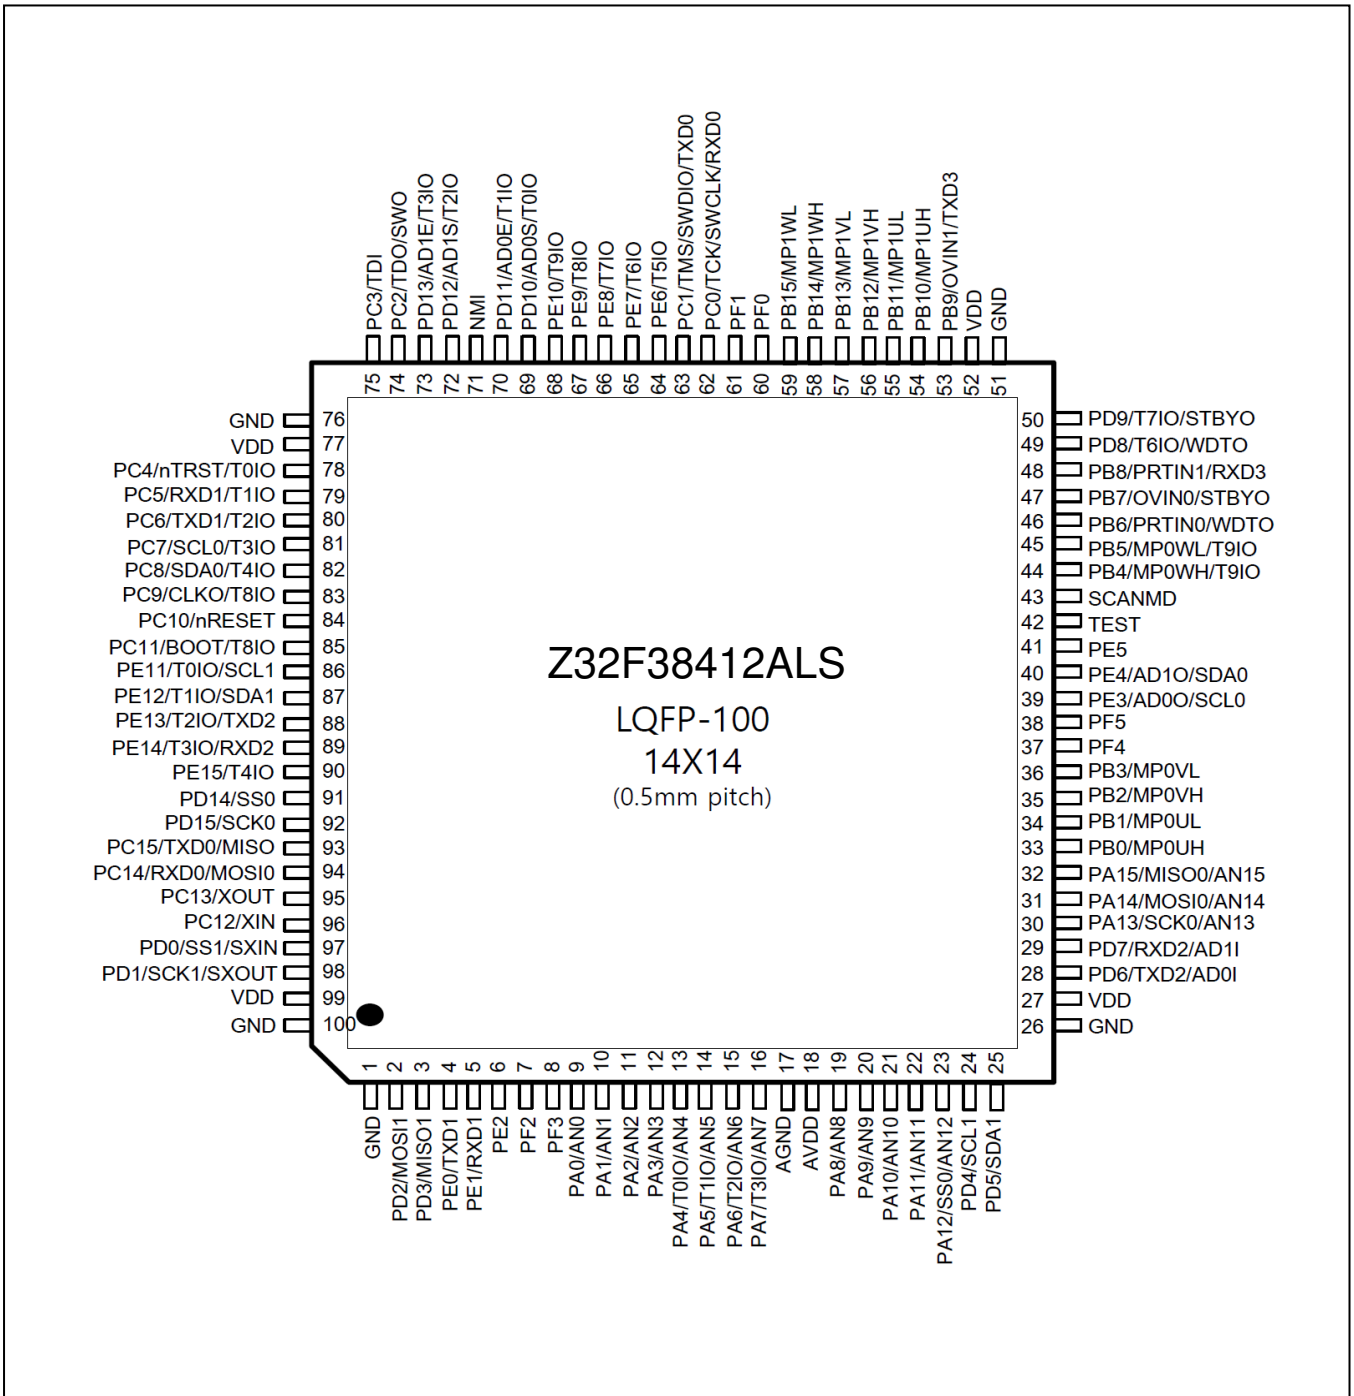 PC3/TDI
PC2/TDO/SWO
PD13/AD1E/T3IO
PD12/AD1S/T2IO
NMI
PD11/AD0E/T1IO
PD10/AD0S/T0IO
PE10/T9IO
PE9/T8IO
PE8/T7IO
PE7/T6IO
PE6/T5IO
PC1/TMS/SWDIO/TXD0
PC0/TCK/SWCLK/RXD0
PF1
PF0
PB15/MP1WL
PB14/MP1WH
PB13/MP1VL
PB12/MP1VH
PB11/MP1UL
PB10/MP1UH
PB9/OVIN1/TXD3
VDD
GND
75
74
73
72
71
70
69
68
67
66
65
64
63
62
61
60
59
58
57
56
55
54
53
52
51
GND 76
VDD 77
PC4/nTRST/T0IO 78
PC5/RXD1/T1IO 79
PC6/TXD1/T2IO 80
PC7/SCL0/T3IO 81
PC8/SDA0/T4IO 82
PC9/CLKO/T8IO 83
PC10/nRESET 84
PC11/BOOT/T8IO 85
PE11/T0IO/SCL1 86
PE12/T1IO/SDA1 87
PE13/T2IO/TXD2 88
PE14/T3IO/RXD2 89
PE15/T4IO 90
PD14/SS0 91
PD15/SCK0 92
PC15/TXD0/MISO 93
PC14/RXD0/MOSI0 94
PC13/XOUT 95
PC12/XIN 96
PD0/SS1/SXIN 97
PD1/SCK1/SXOUT 98
VDD 99
GND 100
Z32F38412ALS
LQFP-100
14X14
(0.5mm pitch)
50 PD9/T7IO/STBYO
49 PD8/T6IO/WDTO
48 PB8/PRTIN1/RXD3
47 PB7/OVIN0/STBYO
46 PB6/PRTIN0/WDTO
45 PB5/MP0WL/T9IO
44 PB4/MP0WH/T9IO
43 SCANMD
42 TEST
41 PE5
40 PE4/AD1O/SDA0
39 PE3/AD0O/SCL0
38 PF5
37 PF4
36 PB3/MP0VL
35 PB2/MP0VH
34 PB1/MP0UL
33 PB0/MP0UH
32 PA15/MISO0/AN15
31 PA14/MOSI0/AN14
30 PA13/SCK0/AN13
29 PD7/RXD2/AD1I
28 PD6/TXD2/AD0I
27 VDD
26 GND
1
2
3
4
5
6
7
8
9
10
11
12
13
14
15
16
17
18
19
20
21
22
23
24
25
GND
PD2/MOSI1
PD3/MISO1
PE0/TXD1
PE1/RXD1
PE2
PF2
PF3
PA0/AN0
PA1/AN1
PA2/AN2
PA3/AN3
PA4/T0IO/AN4
PA5/T1IO/AN5
PA6/T2IO/AN6
PA7/T3IO/AN7
AGND
AVDD
PA8/AN8
PA9/AN9
PA10/AN10
PA11/AN11
PA12/SS0/AN12
PD4/SCL1
PD5/SDA1